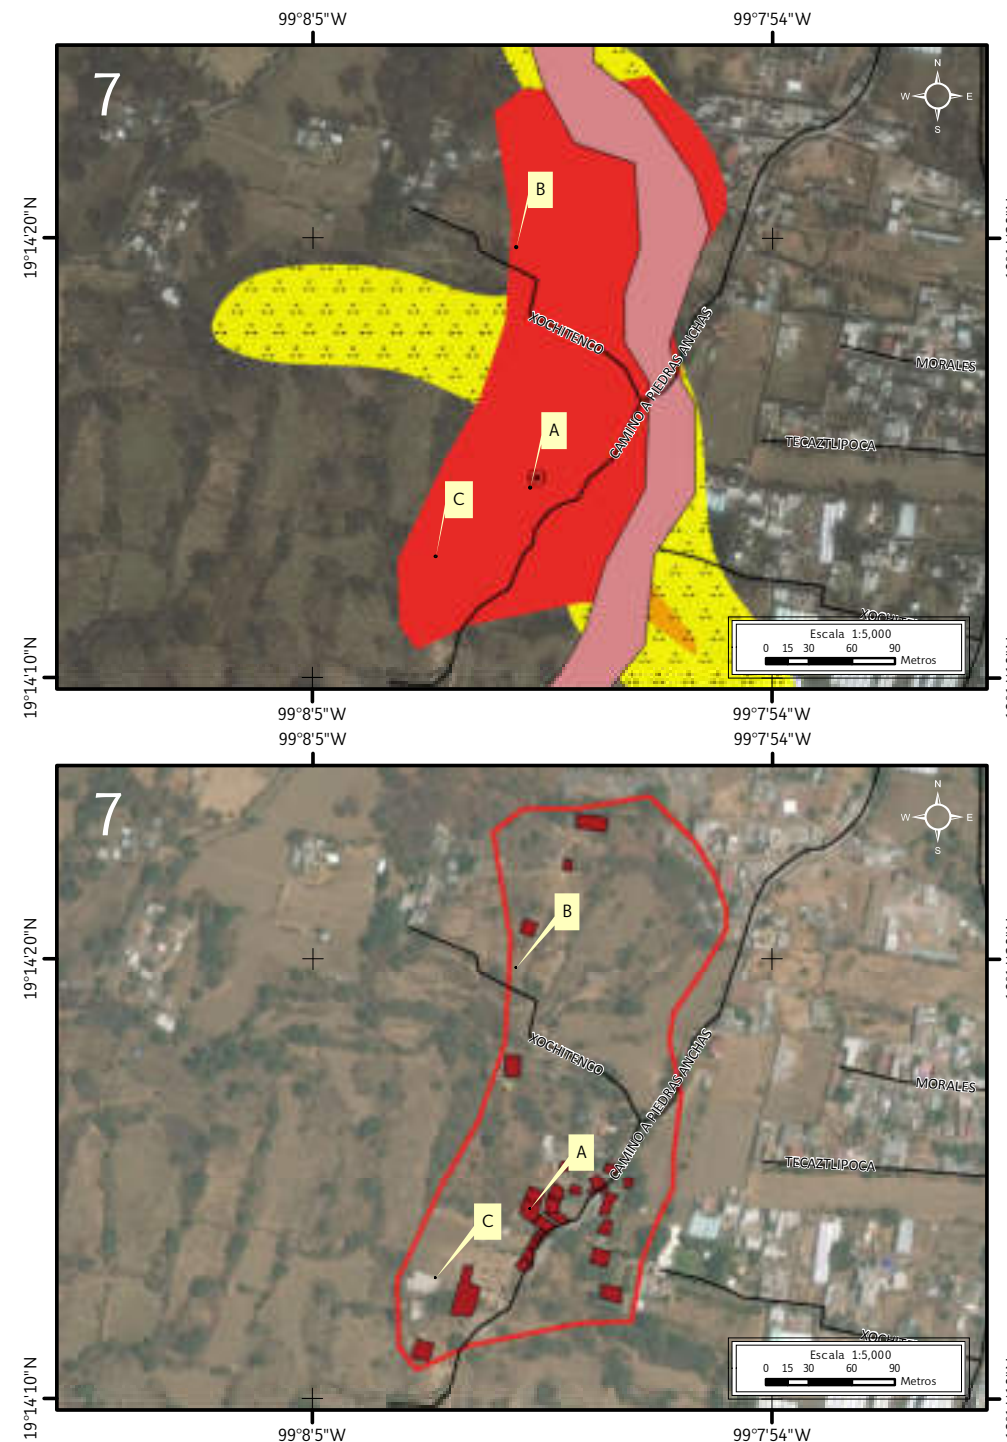 99°8'5"W 99°7'54"W
7
N
W E
S
B
19°14'20"N
XOCHITENCO
CAMINO A PIEDRAS ANCHAS
MORALES
A
TECAZTLIPOCA
C
Escala 1:5,000
0 15 30 60 90 Metros
19°14'10"N
99°8'5"W 99°7'54"W
99°8'5"W 99°7'54"W
7
N
W E
S
B
19°14'20"N
XOCHITENCO
CAMINO A PIEDRAS ANCHAS
MORALES
A
TECAZTLIPOCA
C
Escala 1:5,000
0 15 30 60 90 Metros
19°14'10"N
99°8'5"W 99°7'54"W